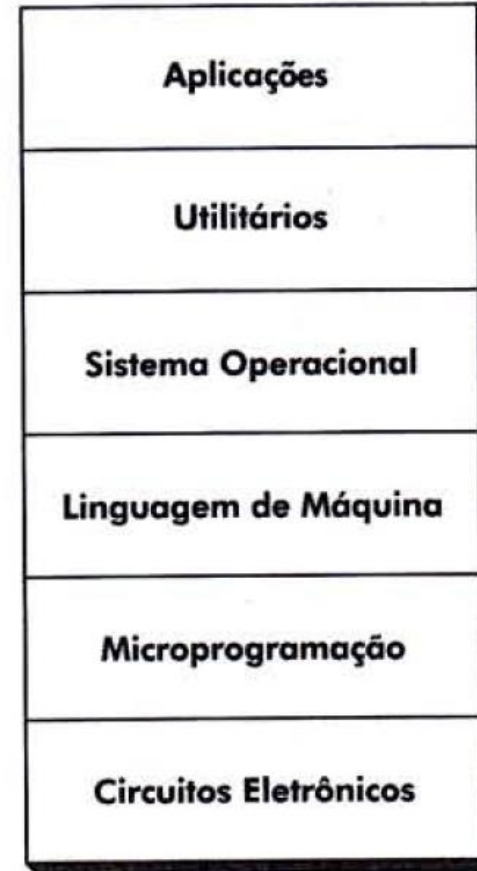 Aplicações
Utilitários
Sistema Operacional
Linguagem de Máquina
Microprogramação
Circuitos Eletrônicos